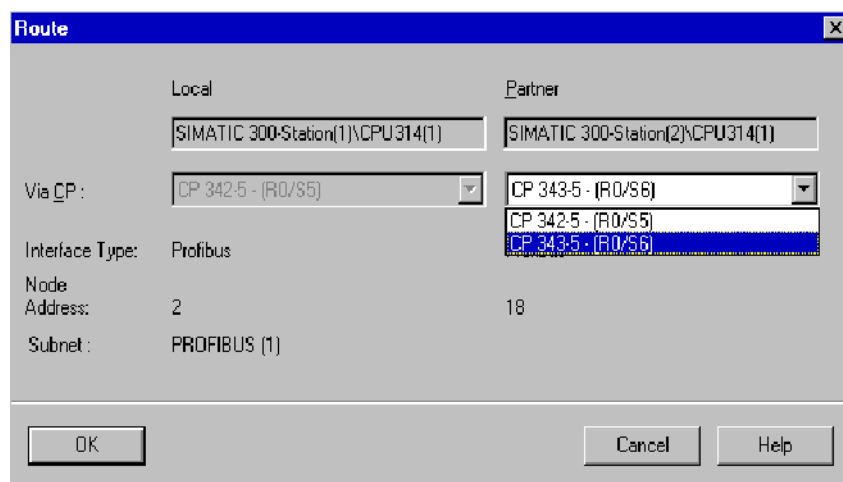 Route
Local Partner
SIMATIC 300-Station(1)\CPU314(1) SIMATIC 300-Station(2)\CPU314(1)
Via CP : CP 342-5 - (R0/S5) CP 343-5 - (R0/S6)
CP 342-5 - (R0/S5)
CP 343-5 - (R0/S6)
Interface Type: Profibus
Node
Address: 2 18
Subnet : PROFIBUS (1)
OK Cancel Help